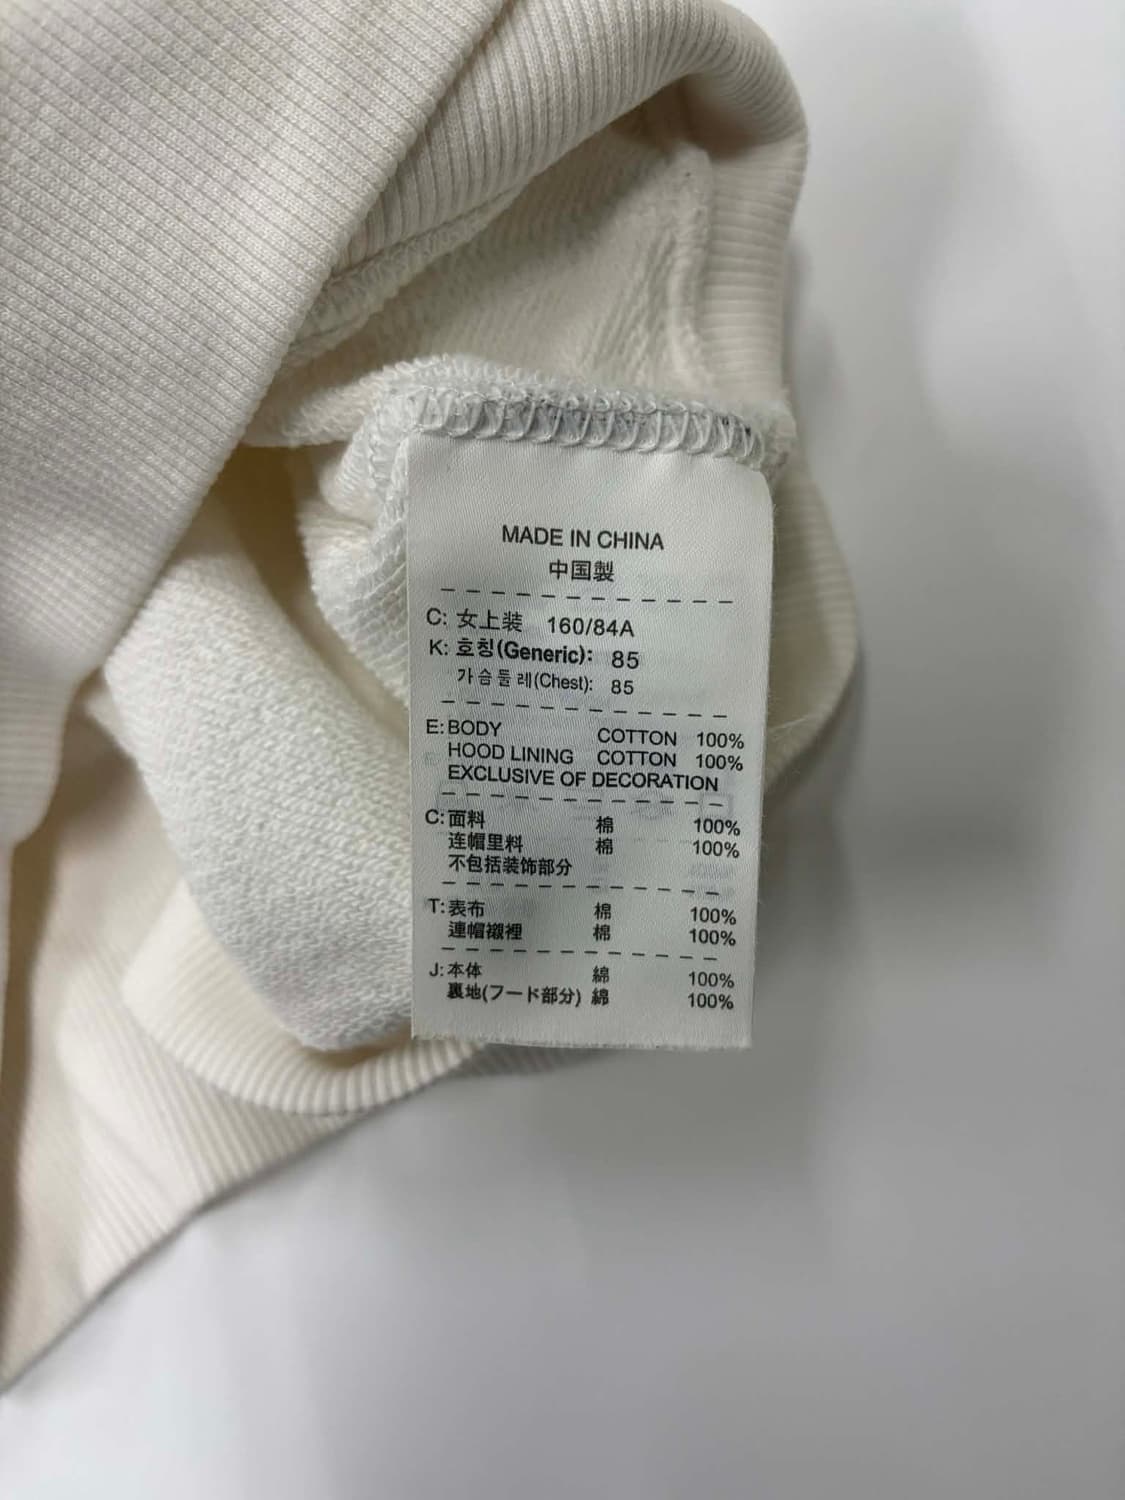 MADE IN CHINA
中国製
C: 女上装 160/84A
K: 호칭(Generic): 85
가슴둘레(Chest): 85
E: BODY COTTON 100%
HOOD LINING COTTON 100%
EXCLUSIVE OF DECORATION
C: 面料 棉 100%
连帽里料 棉 100%
不包括装饰部分
T: 表布 棉 100%
連帽襯裡 棉 100%
J: 本体 綿 100%
裏地(フード部分) 綿 100%